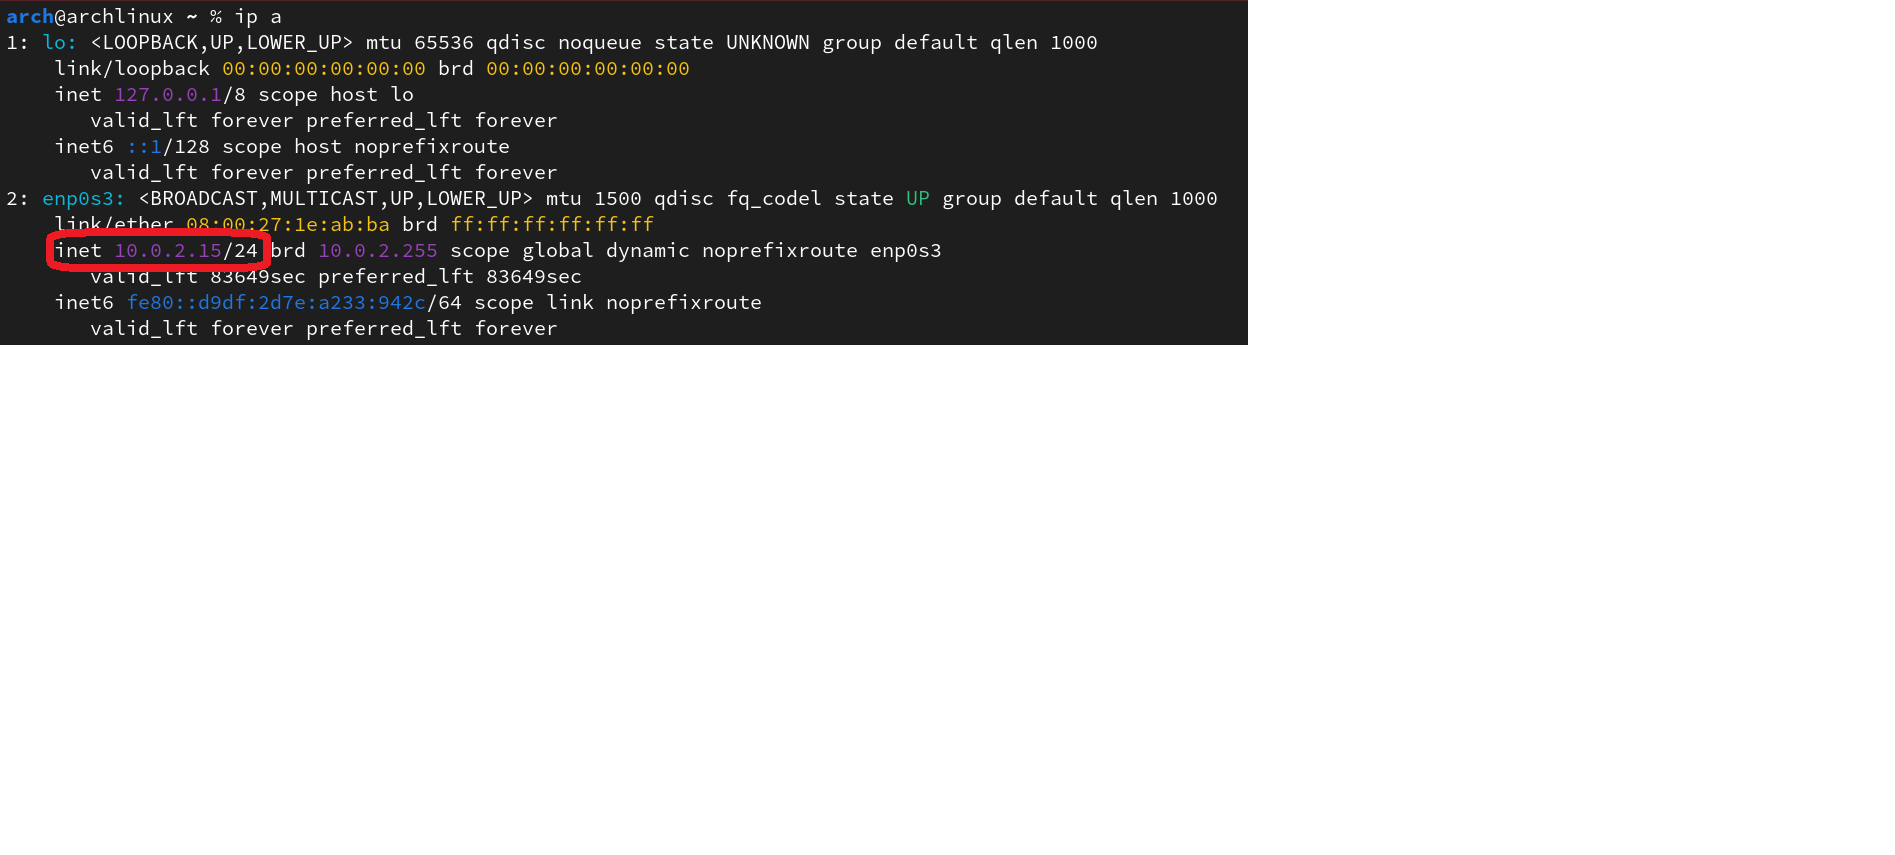 arch@archlinux ~ % ip a
1: lo: <LOOPBACK,UP,LOWER_UP> mtu 65536 qdisc noqueue state UNKNOWN group default qlen 1000
    link/loopback 00:00:00:00:00:00 brd 00:00:00:00:00:00
    inet 127.0.0.1/8 scope host lo
       valid_lft forever preferred_lft forever
    inet6 ::1/128 scope host noprefixroute
       valid_lft forever preferred_lft forever
2: enp0s3: <BROADCAST,MULTICAST,UP,LOWER_UP> mtu 1500 qdisc fq_codel state UP group default qlen 1000
    link/ether 08:00:27:1e:ab:ba brd ff:ff:ff:ff:ff:ff
    inet 10.0.2.15/24 brd 10.0.2.255 scope global dynamic noprefixroute enp0s3
       valid_lft 83649sec preferred_lft 83649sec
    inet6 fe80::d9df:2d7e:a233:942c/64 scope link noprefixroute
       valid_lft forever preferred_lft forever